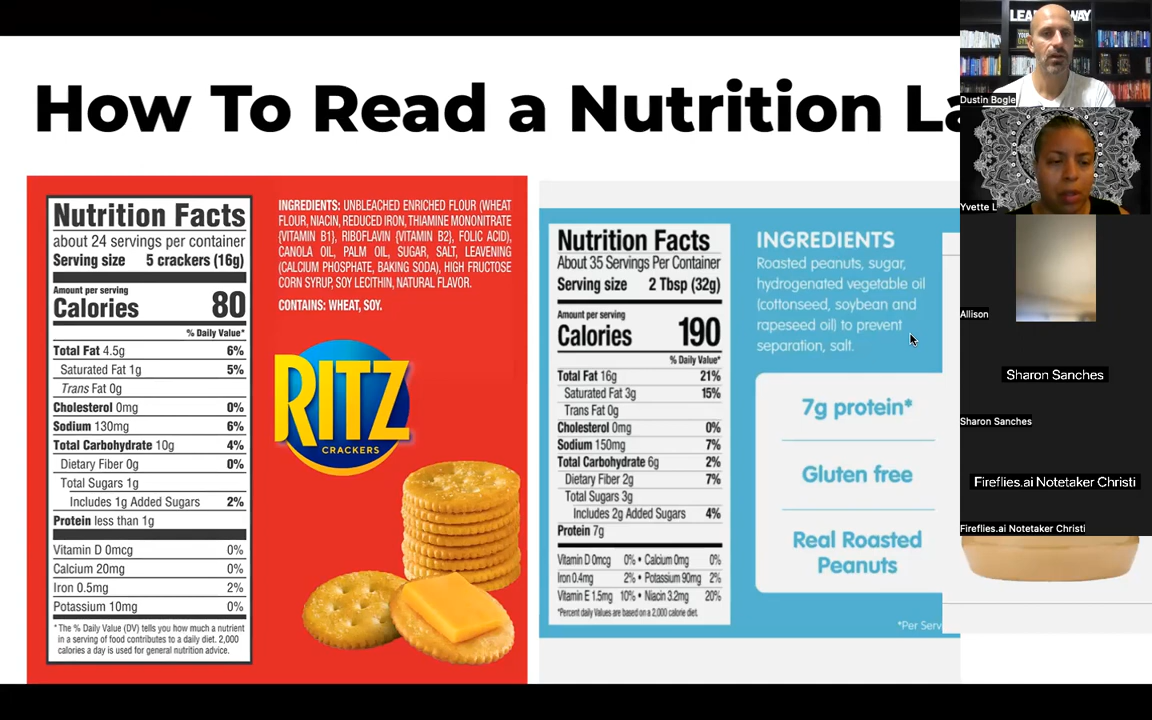 How To Read a Nutrition La
Nutrition Facts
about 24 servings per container
Serving size 5 crackers (16g)
Amount per serving
Calories 80
% Daily Value*
Total Fat 4.5g 6%
Saturated Fat 1g 5%
Trans Fat 0g
Cholesterol 0mg 0%
Sodium 130mg 6%
Total Carbohydrate 10g 4%
Dietary Fiber 0g 0%
Total Sugars 1g
Includes 1g Added Sugars 2%
Protein less than 1g
Vitamin D 0mcg 0%
Calcium 20mg 0%
Iron 0.5mg 2%
Potassium 10mg 0%
*The % Daily Value (DV) tells you how much a nutrient
in a serving of food contributes to a daily diet. 2,000
calories a day is used for general nutrition advice.
INGREDIENTS: UNBLEACHED ENRICHED FLOUR (WHEAT
FLOUR, NIACIN, REDUCED IRON, THIAMINE MONONITRATE
{VITAMIN B1}, RIBOFLAVIN {VITAMIN B2}, FOLIC ACID),
CANOLA OIL, PALM OIL, SUGAR, SALT, LEAVENING
(CALCIUM PHOSPHATE, BAKING SODA), HIGH FRUCTOSE
CORN SYRUP, SOY LECITHIN, NATURAL FLAVOR.
CONTAINS: WHEAT, SOY.
RITZ
CRACKERS
Nutrition Facts
About 35 Servings Per Container
Serving size 2 Tbsp (32g)
Amount per serving
Calories 190
% Daily Value*
Total Fat 16g 21%
Saturated Fat 3g 15%
Trans Fat 0g
Cholesterol 0mg 0%
Sodium 150mg 7%
Total Carbohydrate 6g 2%
Dietary Fiber 2g 7%
Total Sugars 3g
Includes 2g Added Sugars 4%
Protein 7g
Vitamin D 0mcg 0% • Calcium 0mg 0%
Iron 0.4mg 2% • Potassium 90mg 2%
Vitamin E 1.5mg 10% • Niacin 3.2mg 20%
*Percent daily Values are based on a 2,000 calorie diet.
INGREDIENTS
Roasted peanuts, sugar,
hydrogenated vegetable oil
(cottonseed, soybean and
rapeseed oil) to prevent
separation, salt.
7g protein*
Gluten free
Real Roasted
Peanuts
*Per Serv
Dustin Bogle
Yvette L
Allison
Sharon Sanches
Sharon Sanches
Fireflies.ai Notetaker Christi
Fireflies.ai Notetaker Christi